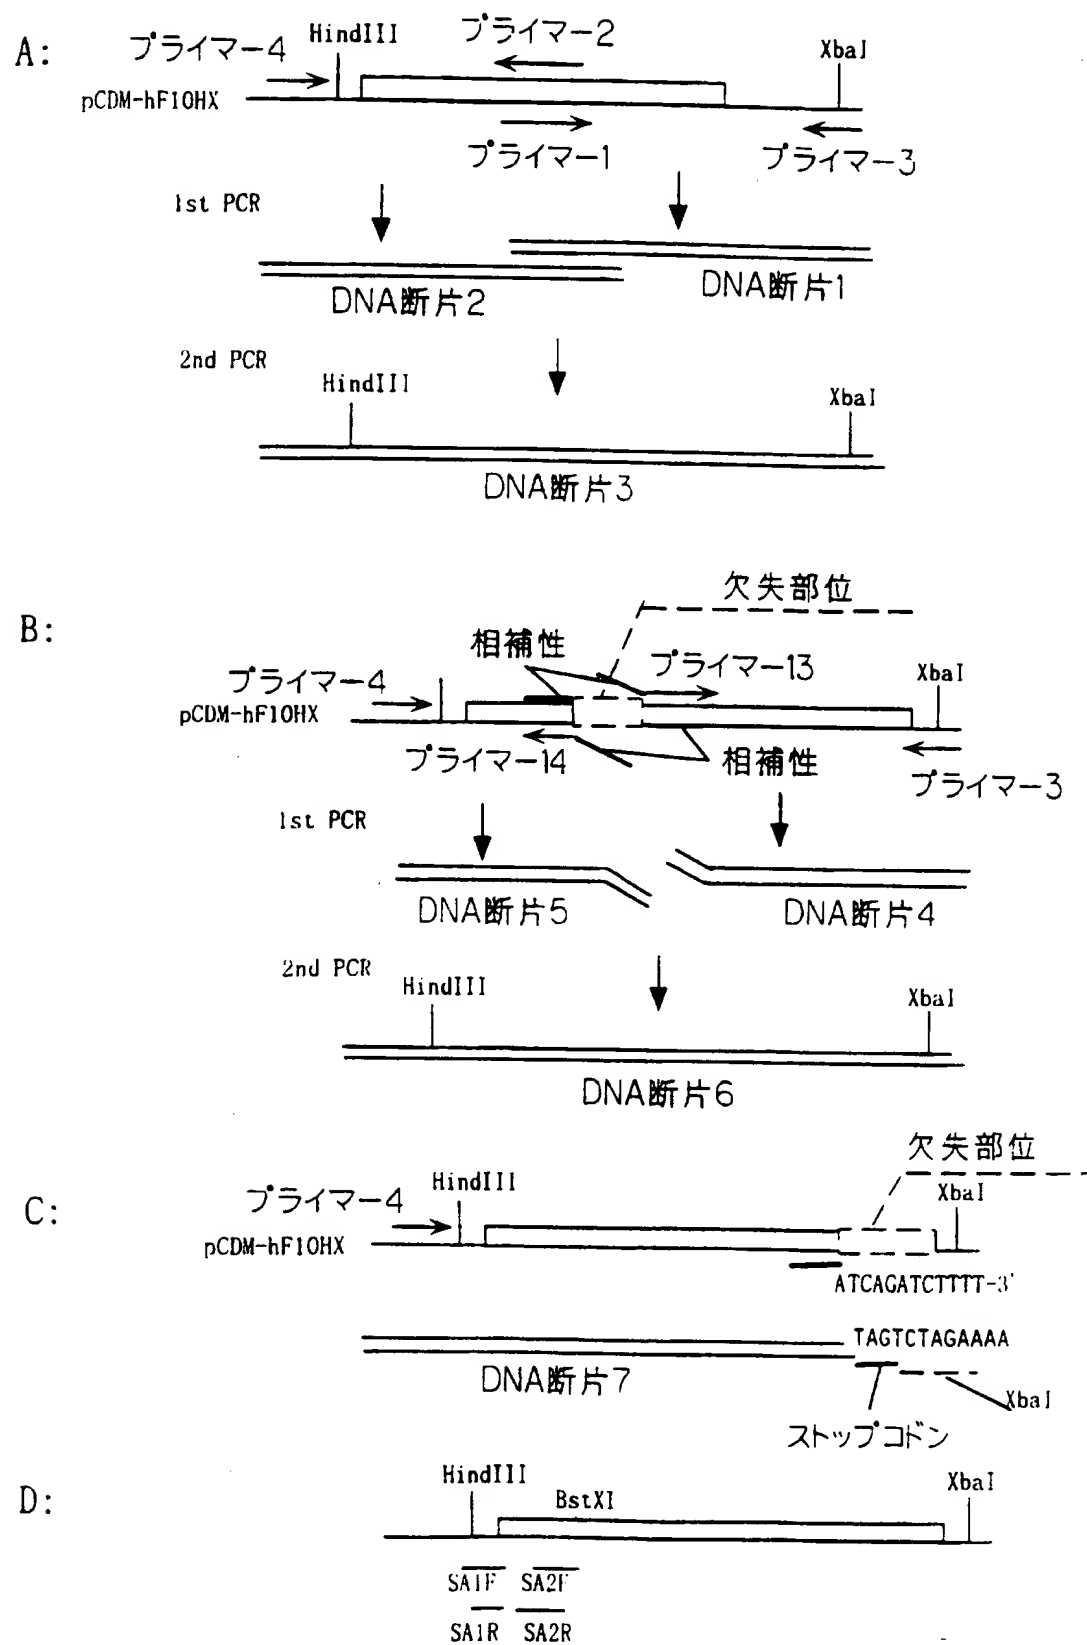 A:
プライマー4
HindIII
プライマー2
XbaI
pCDM-hF10HX
プライマー1
プライマー3
1st PCR
DNA断片2
DNA断片1
2nd PCR
HindIII
XbaI
DNA断片3
B:
欠失部位
相補性
プライマー4
プライマー13
XbaI
pCDM-hF10HX
プライマー14
相補性
プライマー3
1st PCR
DNA断片5
DNA断片4
2nd PCR
HindIII
XbaI
DNA断片6
C:
欠失部位
プライマー4
HindIII
XbaI
pCDM-hF10HX
ATCAGATCTTTT-3'
TAGTCTAGAAAA
DNA断片7
XbaI
ストップコドン
D:
HindIII
BstXI
XbaI
SA1F SA2F
SA1R SA2R